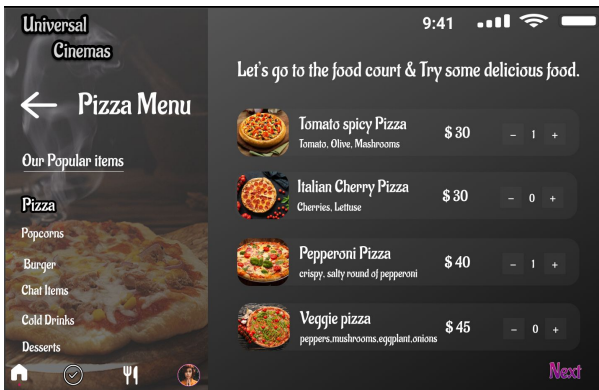 Universal
Cinemas
9:41
Pizza Menu
Our Popular items
Pizza
Popcorns
Burger
Chat Items
Cold Drinks
Desserts
Let's go to the food court & Try some delicious food.
Tomato spicy Pizza
Tomato, Olive, Mashrooms
$ 30
- 1 +
Italian Cherry Pizza
Cherries, Lettuse
$ 30
- 0 +
Pepperoni Pizza
crispy, salty round of pepperoni
$ 40
- 1 +
Veggie pizza
peppers,mushrooms,eggplant,onions
$ 45
- 0 +
Next